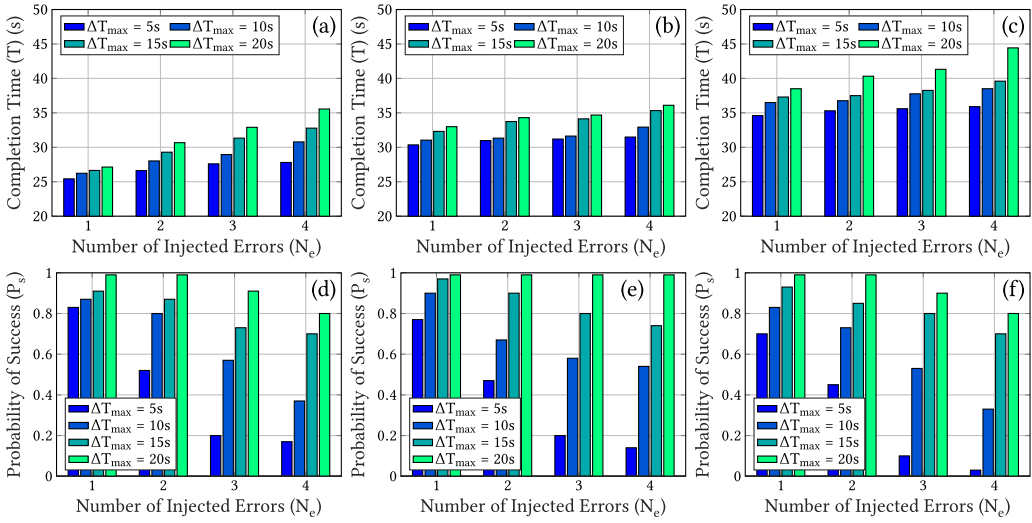 Completion Time (T) (s)
50
45
40
35
30
25
20
ΔTmax = 5s ΔTmax = 10s
ΔTmax = 15s ΔTmax = 20s
(a)
1 2 3 4
Number of Injected Errors (Ne)
Completion Time (T) (s)
50
45
40
35
30
25
20
ΔTmax = 5s ΔTmax = 10s
ΔTmax = 15s ΔTmax = 20s
(b)
1 2 3 4
Number of Injected Errors (Ne)
Completion Time (T) (s)
50
45
40
35
30
25
20
ΔTmax = 5s ΔTmax = 10s
ΔTmax = 15s ΔTmax = 20s
(c)
1 2 3 4
Number of Injected Errors (Ne)
Probability of Success (Ps)
1
0.8
0.6
0.4
0.2
0
(d)
ΔTmax = 5s
ΔTmax = 10s
ΔTmax = 15s
ΔTmax = 20s
1 2 3 4
Number of Injected Errors (Ne)
Probability of Success (Ps)
1
0.8
0.6
0.4
0.2
0
(e)
ΔTmax = 5s
ΔTmax = 10s
ΔTmax = 15s
ΔTmax = 20s
1 2 3 4
Number of Injected Errors (Ne)
Probability of Success (Ps)
1
0.8
0.6
0.4
0.2
0
(f)
ΔTmax = 5s
ΔTmax = 10s
ΔTmax = 15s
ΔTmax = 20s
1 2 3 4
Number of Injected Errors (Ne)